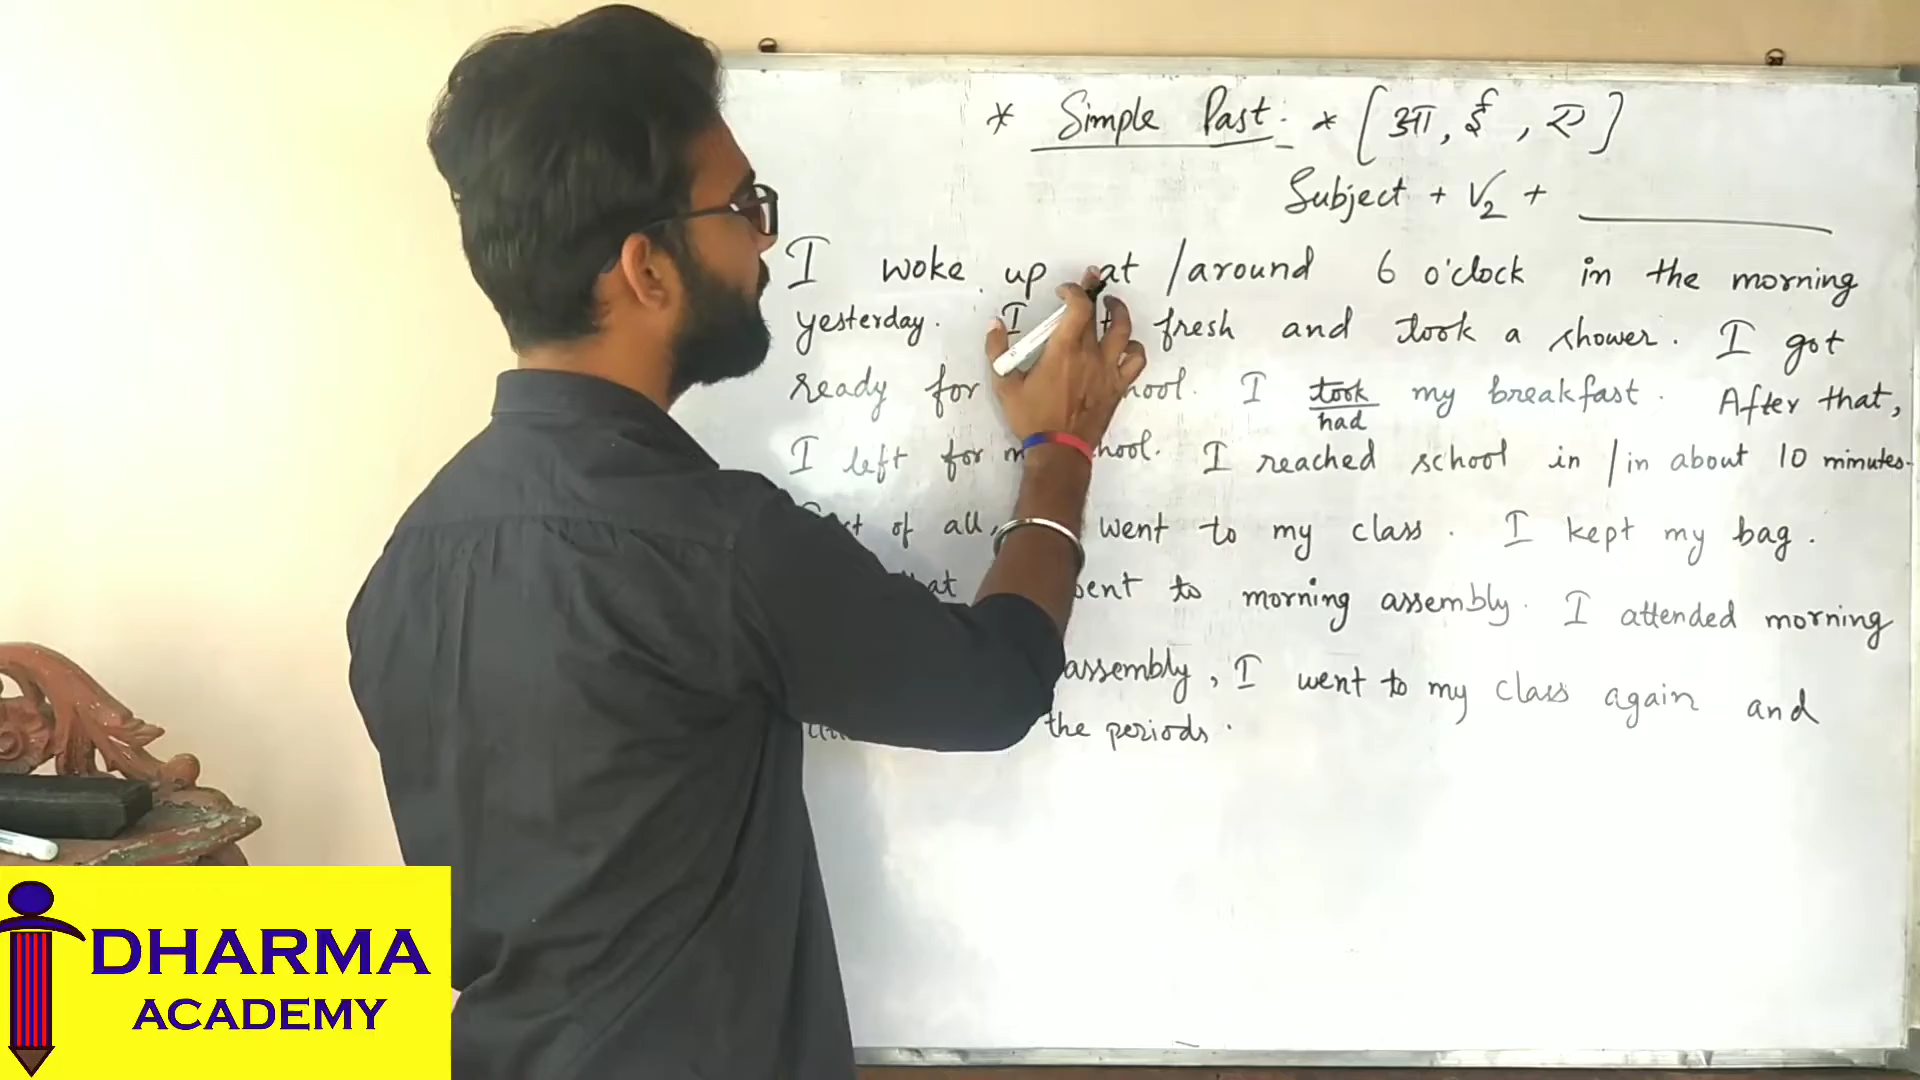 * Simple Past. * [आ, ई, ए]
Subject + V2 +
I woke up at /around 6 o'clock in the morning
yesterday. I fresh and took a shower. I got
ready for I took my breakfast. After that,
had
I left for I reached school in /in about 10 minutes.
of all, went to my class. I kept my bag.
to morning assembly. I attended morning
assembly, I went to my class again and
the periods.
DHARMA
ACADEMY